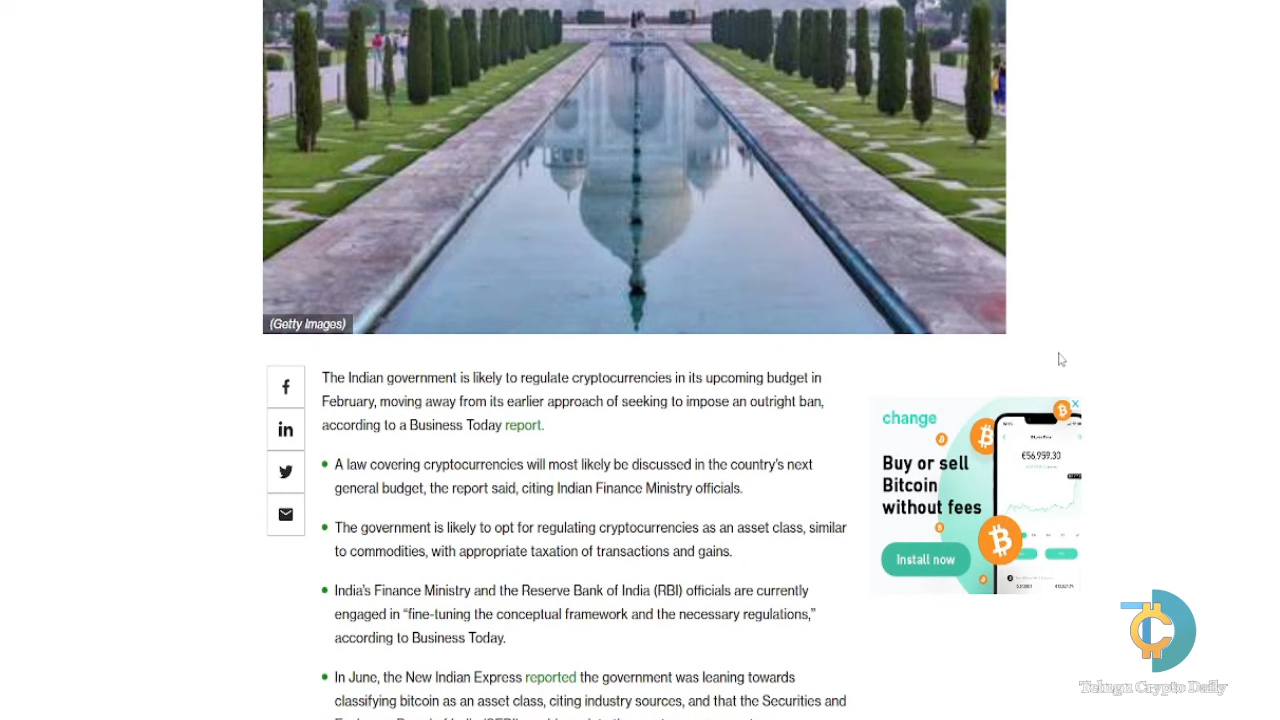 (Getty Images)
The Indian government is likely to regulate cryptocurrencies in its upcoming budget in
February, moving away from its earlier approach of seeking to impose an outright ban,
according to a Business Today report.
• A law covering cryptocurrencies will most likely be discussed in the country's next
general budget, the report said, citing Indian Finance Ministry officials.
• The government is likely to opt for regulating cryptocurrencies as an asset class, similar
to commodities, with appropriate taxation of transactions and gains.
• India's Finance Ministry and the Reserve Bank of India (RBI) officials are currently
engaged in “fine-tuning the conceptual framework and the necessary regulations,”
according to Business Today.
• In June, the New Indian Express reported the government was leaning towards
classifying bitcoin as an asset class, citing industry sources, and that the Securities and
change
Buy or sell
Bitcoin
without fees
Install now
€56,959.30
Telugu Crypto Daily